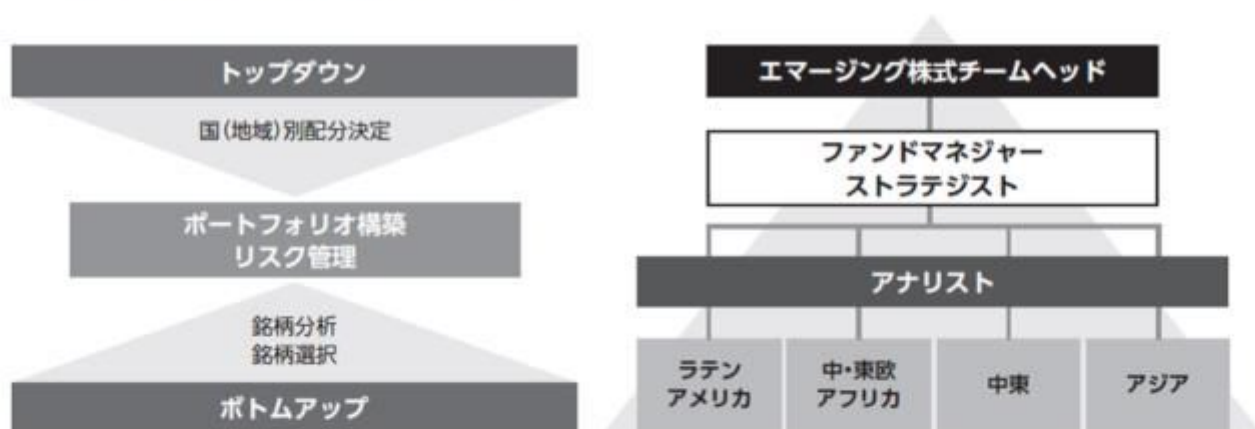 トップダウン
国(地域)別配分決定
ポートフォリオ構築
リスク管理
銘柄分析
銘柄選択
ボトムアップ
エマージング株式チームヘッド
ファンドマネジャー
ストラテジスト
アナリスト
ラテン
アメリカ
中・東欧
アフリカ
中東
アジア